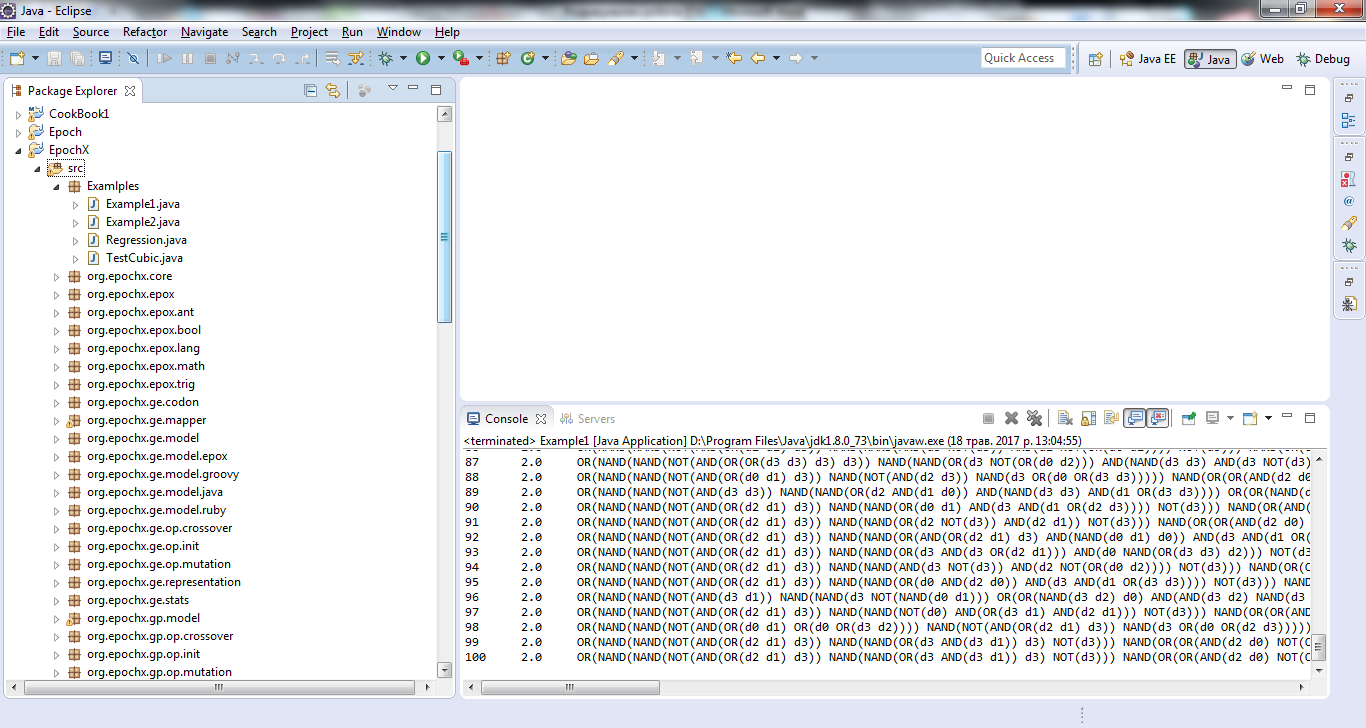 Java - Eclipse
File Edit Source Refactor Navigate Search Project Run Window Help
Quick Access Java EE Java Web Debug
Package Explorer
CookBook1
Epoch
EpochX
src
Examlples
Example1.java
Example2.java
Regression.java
TestCubic.java
org.epochx.core
org.epochx.epox
org.epochx.epox.ant
org.epochx.epox.bool
org.epochx.epox.lang
org.epochx.epox.math
org.epochx.epox.trig
org.epochx.ge.codon
org.epochx.ge.mapper
org.epochx.ge.model
org.epochx.ge.model.epox
org.epochx.ge.model.groovy
org.epochx.ge.model.java
org.epochx.ge.model.ruby
org.epochx.ge.op.crossover
org.epochx.ge.op.init
org.epochx.ge.op.mutation
org.epochx.ge.representation
org.epochx.ge.stats
org.epochx.gp.model
org.epochx.gp.op.crossover
org.epochx.gp.op.init
org.epochx.gp.op.mutation
Console Servers
<terminated> Example1 [Java Application] D:\Program Files\Java\jdk1.8.0_73\bin\javaw.exe (18 трав. 2017 р. 13:04:55)
87 2.0 OR(NAND(NAND(NOT(AND(OR(OR(d3 d3) d3) d3)) NAND(NAND(OR(d3 NOT(OR(d0 d2))) AND(NAND(d3 d3) AND(d3 NOT(d3)
88 2.0 OR(NAND(NAND(NOT(AND(OR(d0 d1) d3)) NAND(NOT(AND(d2 d3)) NAND(d3 OR(d0 OR(d3 d3))))) NAND(OR(OR(AND(d2 d0
89 2.0 OR(NAND(NAND(NOT(AND(d3 d3)) NAND(NAND(OR(d2 AND(d1 d0)) AND(NAND(d3 d3) AND(d1 OR(d3 d3)))) OR(OR(NAND(d
90 2.0 OR(NAND(NAND(NOT(AND(OR(d2 d1) d3)) NAND(NAND(OR(d0 d1) AND(d3 AND(d1 OR(d2 d3)))) NOT(d3))) NAND(OR(AND(
91 2.0 OR(NAND(NAND(NOT(AND(OR(d2 d1) d3)) NAND(NAND(OR(d2 NOT(d3)) AND(d2 d1)) NOT(d3))) NAND(OR(OR(AND(d2 d0)
92 2.0 OR(NAND(NAND(NOT(AND(OR(d2 d1) d3)) NAND(NAND(OR(AND(OR(d2 d1) d3) AND(NAND(d0 d1) d0)) AND(d3 AND(d1 OR(
93 2.0 OR(NAND(NAND(NOT(AND(OR(d2 d1) d3)) NAND(NAND(OR(d3 AND(d3 OR(d2 d1))) AND(d0 NAND(OR(d3 d3) d2))) NOT(d3
94 2.0 OR(NAND(NAND(NOT(AND(OR(d2 d1) d3)) NAND(NAND(AND(d3 NOT(d3)) AND(d2 NOT(OR(d0 d2)))) NOT(d3))) NAND(OR(OR
95 2.0 OR(NAND(NAND(NOT(AND(OR(d2 d1) d3)) NAND(NAND(OR(d0 AND(d2 d0)) AND(d3 AND(d1 OR(d3 d3)))) NOT(d3))) NAND
96 2.0 OR(NAND(NAND(NOT(AND(d3 d1)) NAND(d3 NOT(NAND(d0 d1))) OR(OR(NAND(d3 d2) d0) AND(AND(d3 d2) NAND(d3
97 2.0 OR(NAND(NAND(NOT(AND(OR(d2 d1) d3)) NAND(NAND(NOT(d0) AND(OR(d3 d1) AND(d2 d1))) NOT(d3))) NAND(OR(OR(AND
98 2.0 OR(NAND(NAND(NOT(AND(OR(d0 d1) OR(d0 OR(d3 d2)))) NAND(NOT(AND(OR(d2 d1) d3)) NAND(d3 OR(d0 OR(d2 d3)))))
99 2.0 OR(NAND(NAND(NOT(AND(OR(d2 d1) d3)) NAND(NAND(OR(d3 AND(d3 d1)) d3) NOT(d3))) NAND(OR(OR(AND(d2 d0) NOT(C
100 2.0 OR(NAND(NAND(NOT(AND(OR(d2 d1) d3)) NAND(NAND(OR(d3 AND(d3 d1)) d3) NOT(d3))) NAND(OR(OR(AND(d2 d0) NOT(C